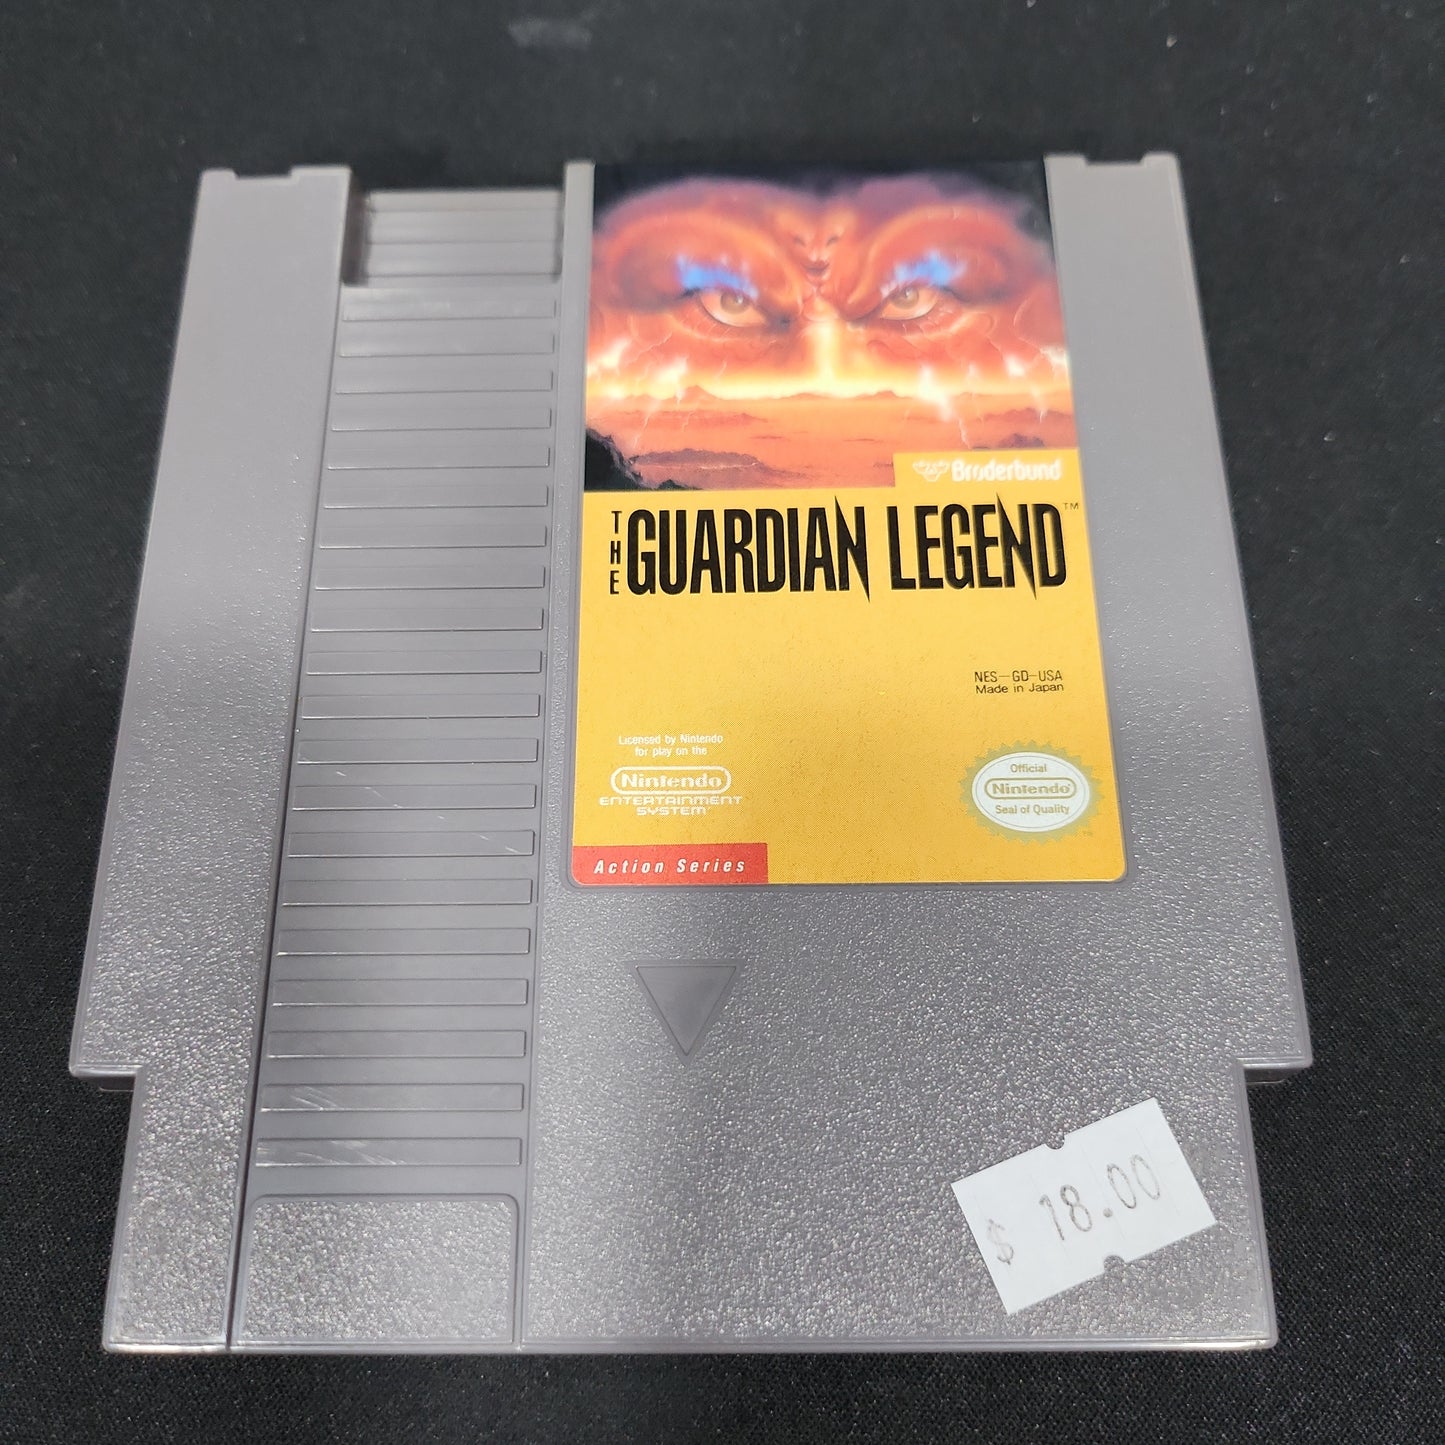 Brøderbund
THE GUARDIAN LEGEND™
NES-GD-USA
Made in Japan
Licensed by Nintendo
for play on the
Nintendo
ENTERTAINMENT
SYSTEM
Official
Nintendo®
Seal of Quality
Action Series
$ 18.00